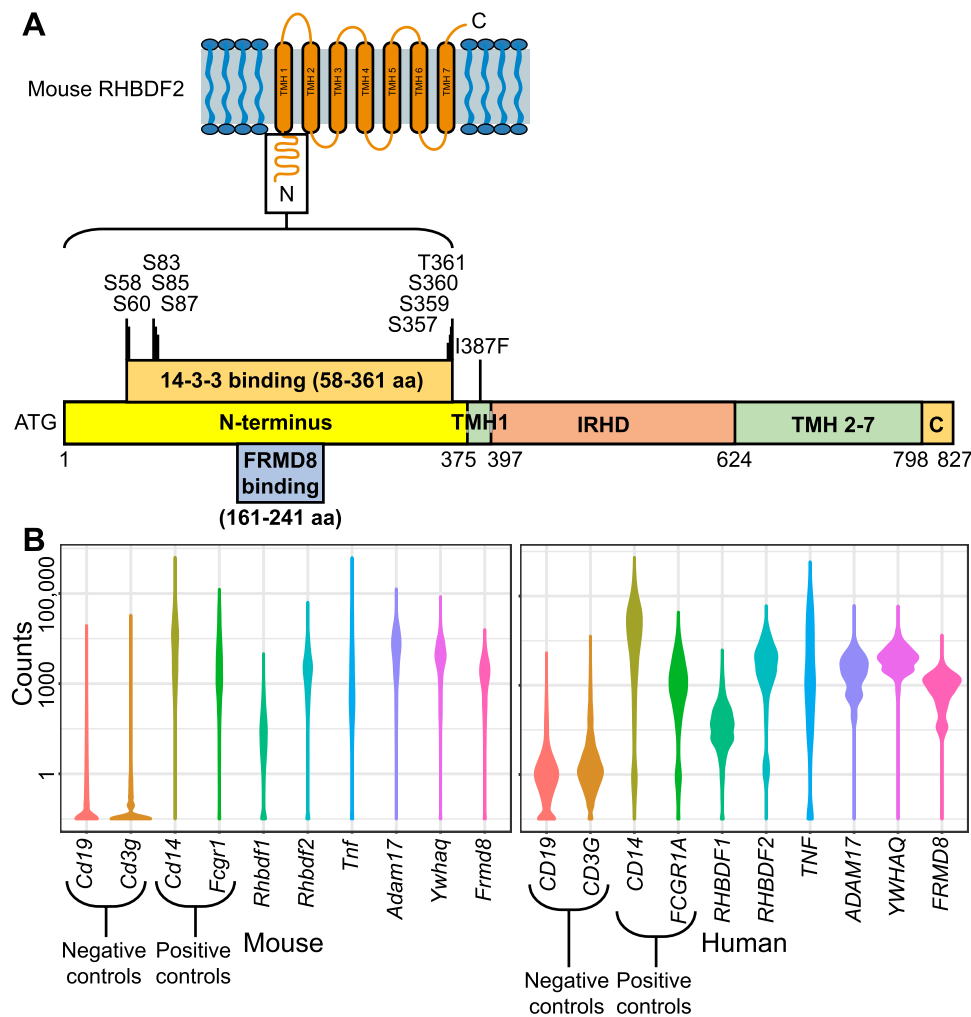 A
C
Mouse RHBDF2
TMH 1
TMH 2
TMH 3
TMH 4
TMH 5
TMH 6
TMH 7
N
S83
T361
S58
S85
S360
S60
S87
S359
S357
I387F
14-3-3 binding (58-361 aa)
ATG
N-terminus
TMH1
IRHD
TMH 2-7
C
1
375
397
624
798
827
FRMD8
binding
(161-241 aa)
B
Counts
100,000
1000
1
Cd19
Cd3g
Cd14
Fcgr1
Rhbdf1
Rhbdf2
Tnf
Adam17
Ywhaq
Frmd8
CD19
CD3G
CD14
FCGR1A
RHBDF1
RHBDF2
TNF
ADAM17
YWHAQ
FRMD8
Negative
controls
Positive
controls
Mouse
Human
Negative
controls
Positive
controls